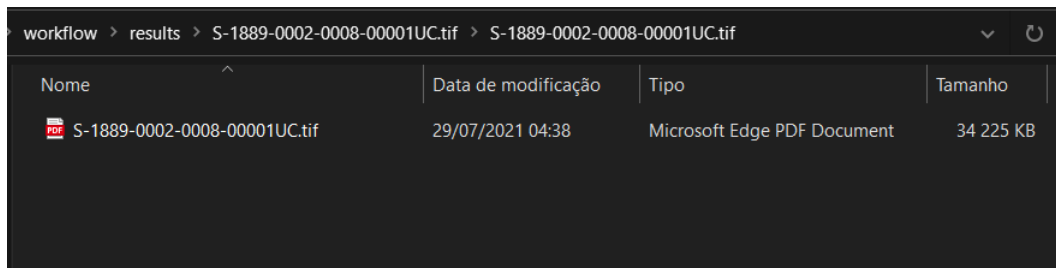 workflow > results > S-1889-0002-0008-00001UC.tif > S-1889-0002-0008-00001UC.tif
Nome Data de modificação Tipo Tamanho
PDF S-1889-0002-0008-00001UC.tif 29/07/2021 04:38 Microsoft Edge PDF Document 34 225 KB